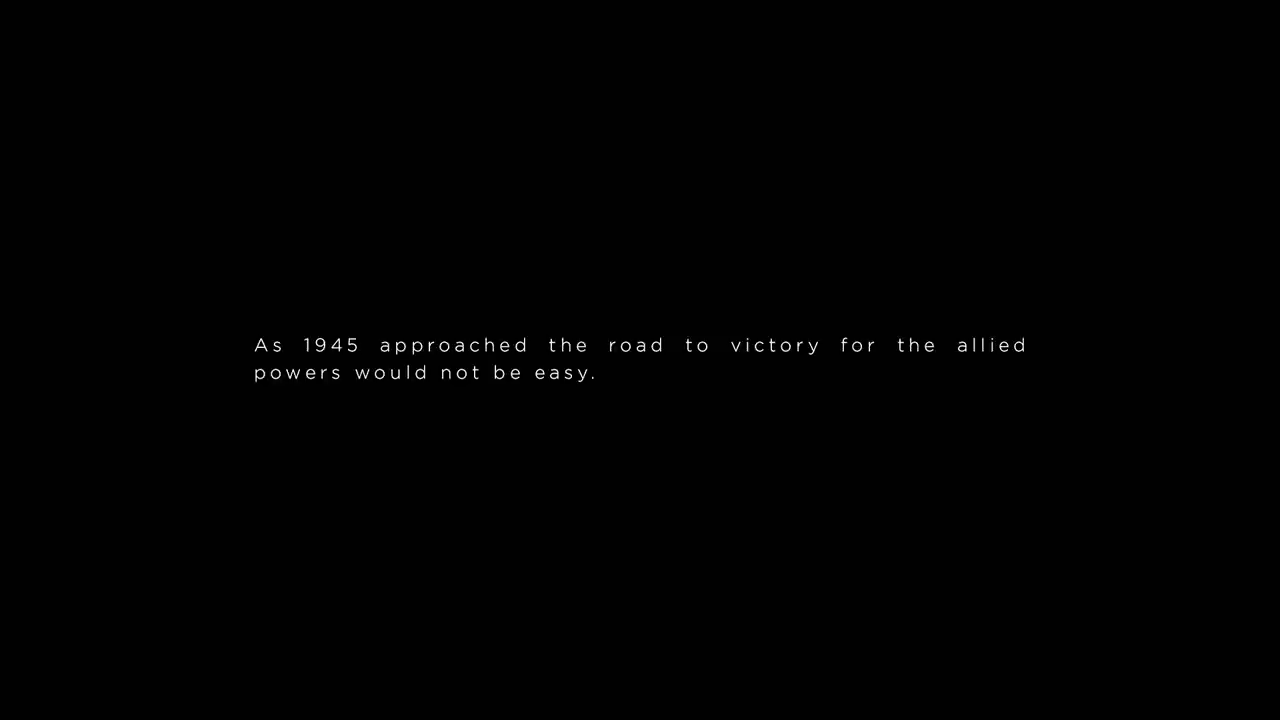 As 1945 approached the road to victory for the allied
powers would not be easy.